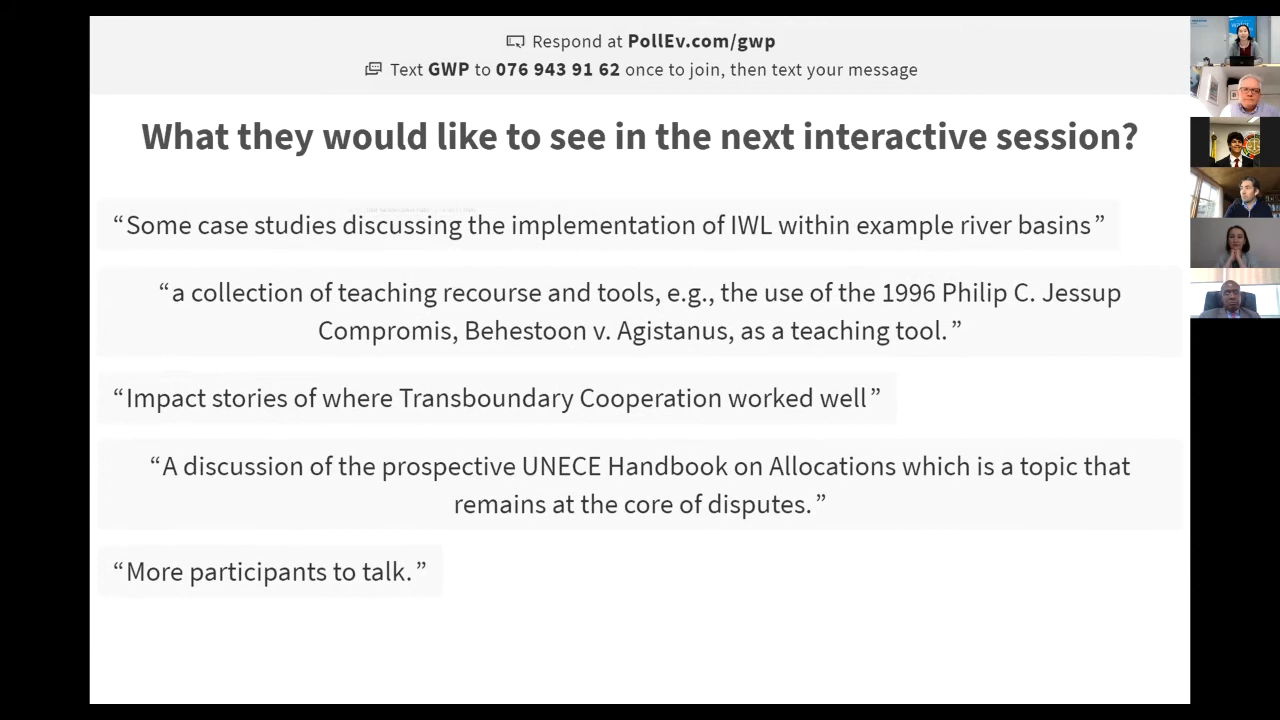 Respond at PollEv.com/gwp
Text GWP to 076 943 91 62 once to join, then text your message
What they would like to see in the next interactive session?
“Some case studies discussing the implementation of IWL within example river basins”
“a collection of teaching recourse and tools, e.g., the use of the 1996 Philip C. Jessup
Compromis, Behestoon v. Agistanus, as a teaching tool.”
“Impact stories of where Transboundary Cooperation worked well”
“A discussion of the prospective UNECE Handbook on Allocations which is a topic that
remains at the core of disputes.”
“More participants to talk.”